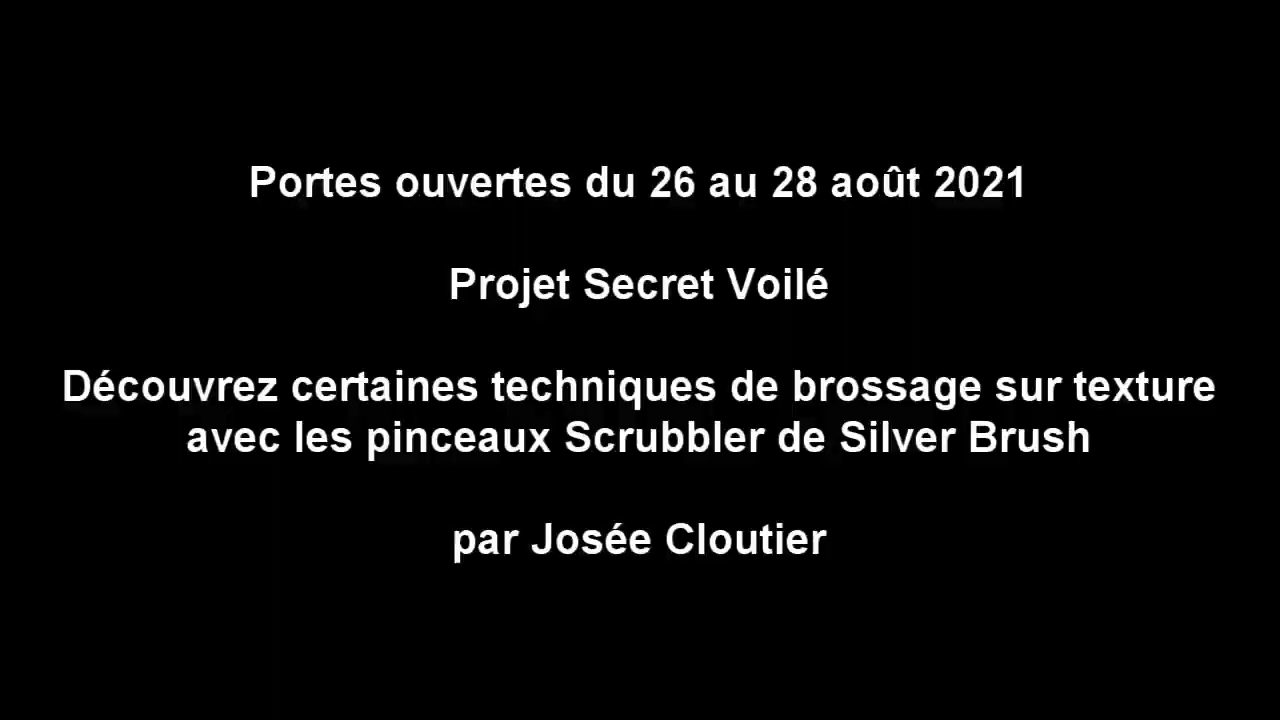 Portes ouvertes du 26 au 28 août 2021
Projet Secret Voilé
Découvrez certaines techniques de brossage sur texture
avec les pinceaux Scrubbler de Silver Brush
par Josée Cloutier